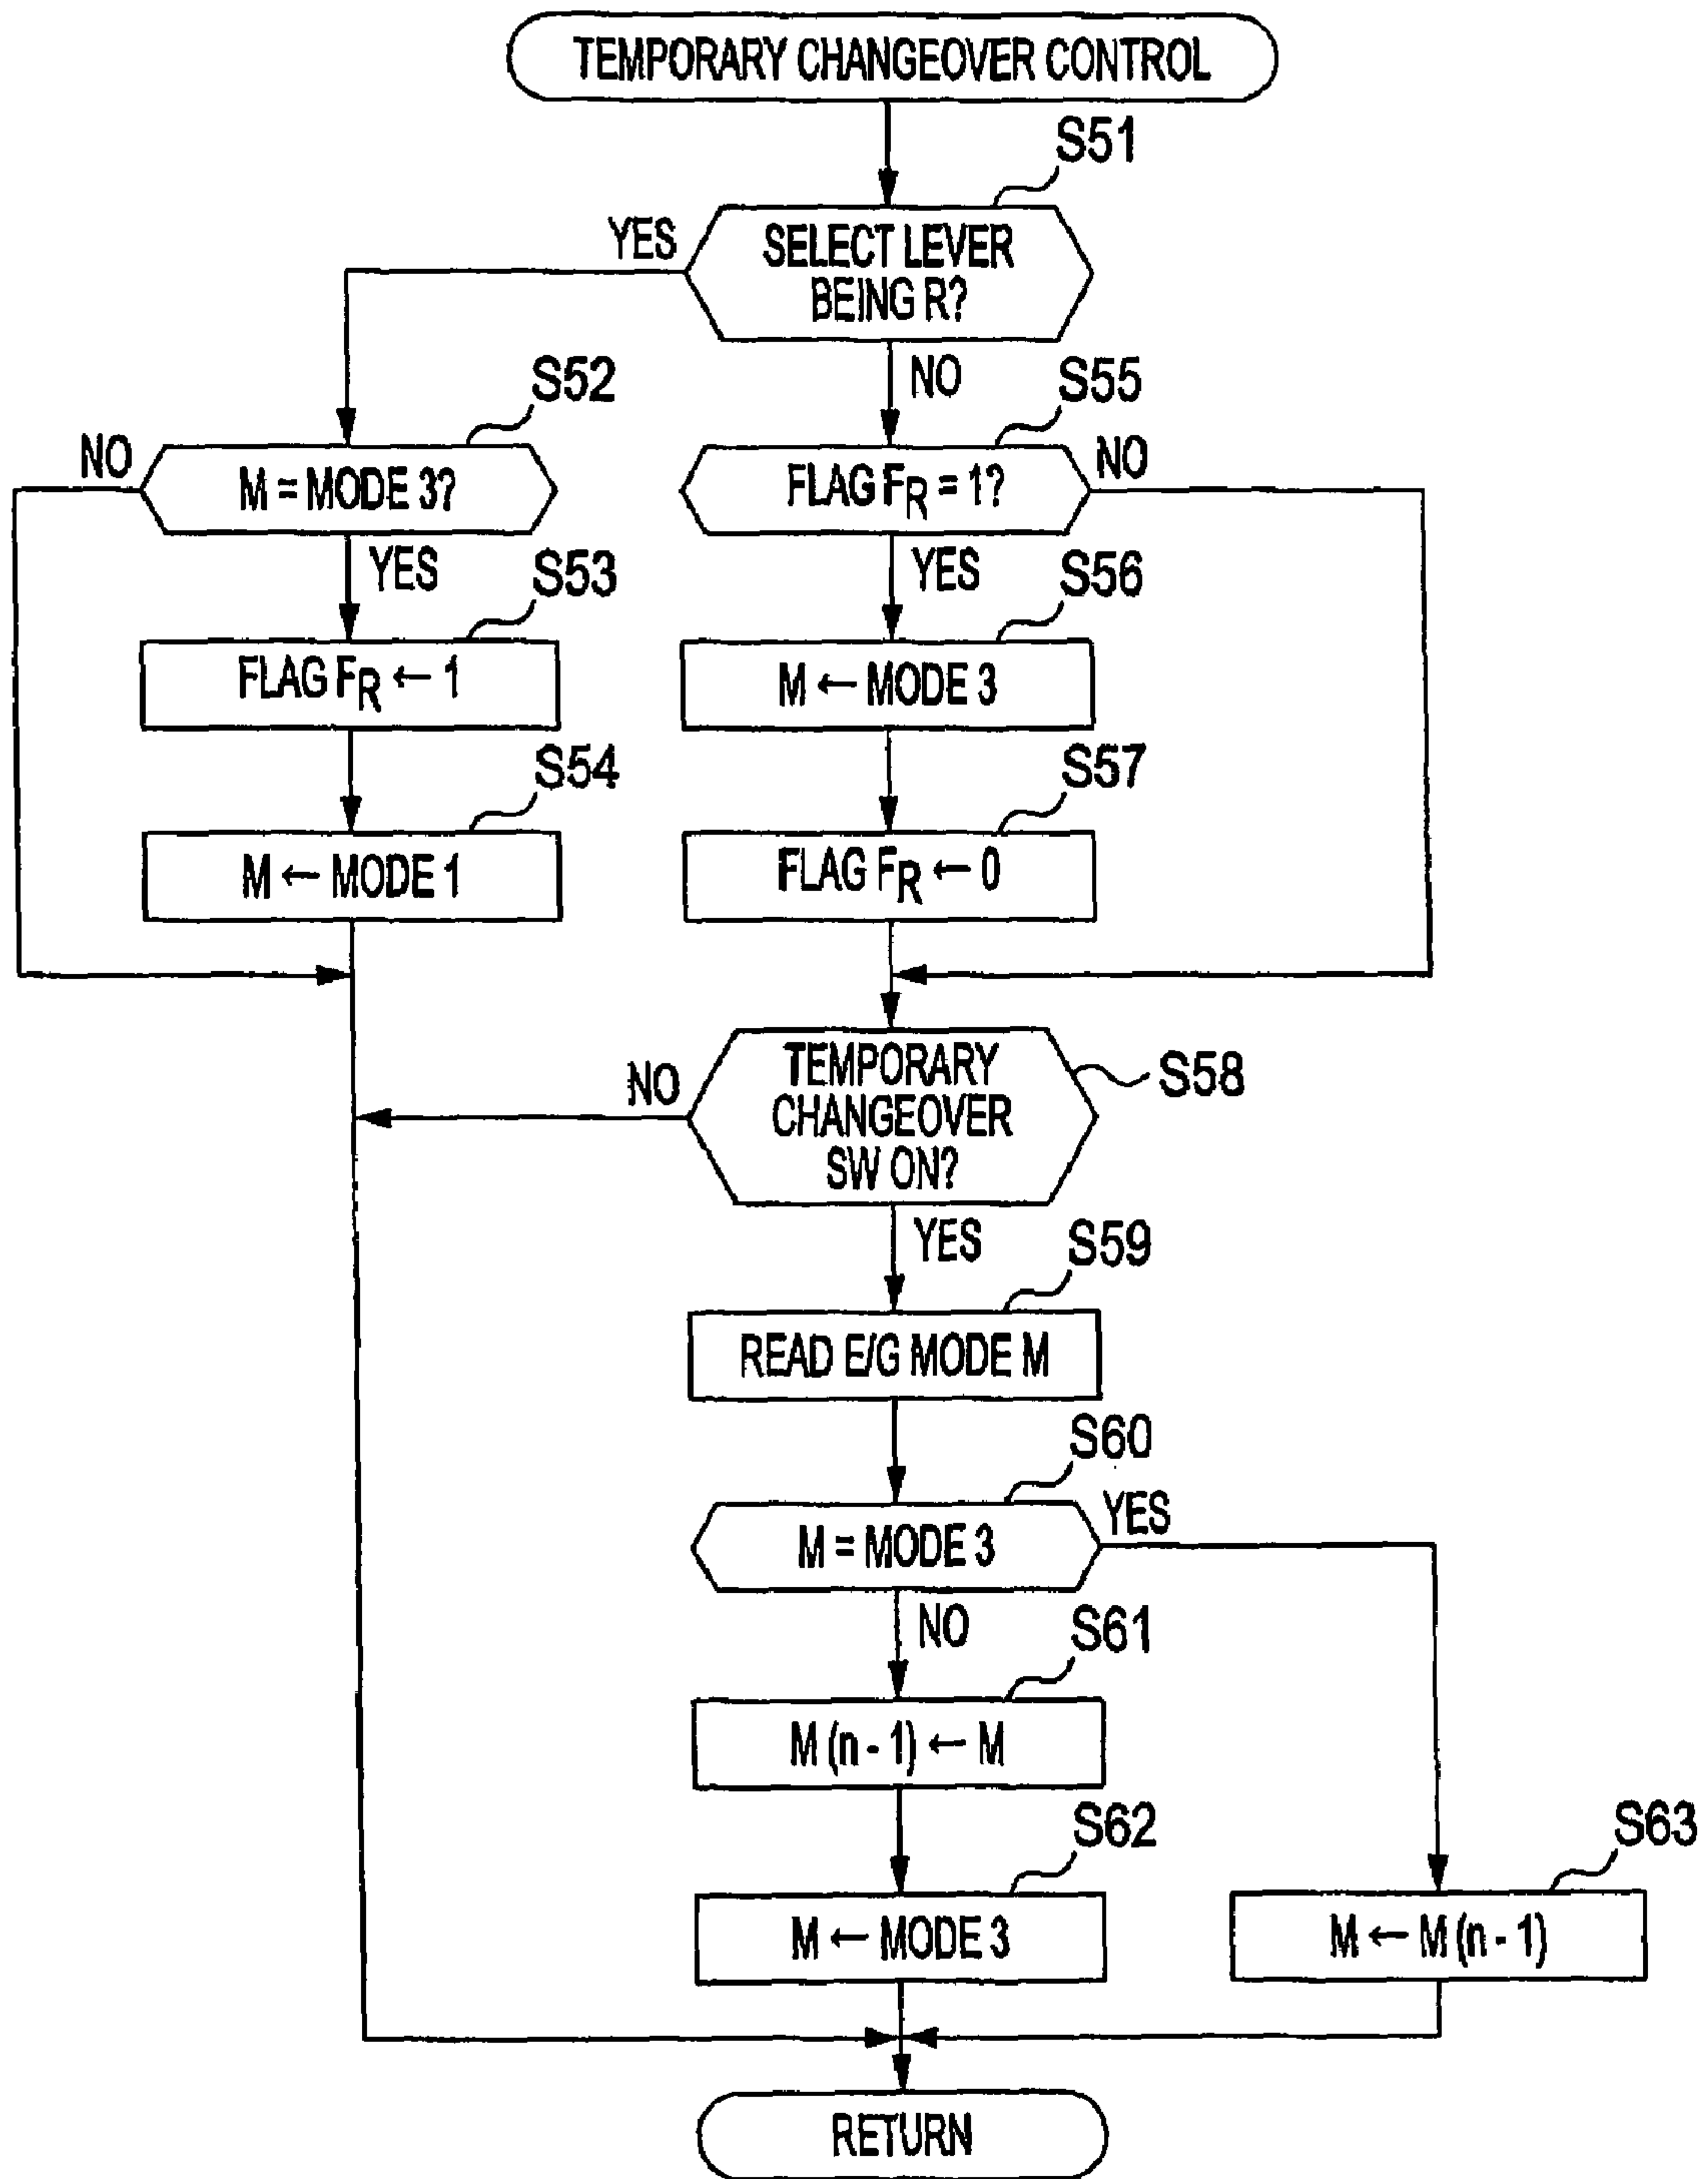 TEMPORARY CHANGEOVER CONTROL
S51
YES
SELECT LEVER
BEING R?
NO
S52
S55
NO
M = MODE 3?
FLAG FR = 1?
NO
YES
S53
YES
S56
FLAG FR ← 1
M ← MODE 3
S54
S57
M ← MODE 1
FLAG FR ← 0
NO
TEMPORARY
CHANGEOVER
SW ON?
S58
YES
S59
READ E/G MODE M
S60
M = MODE 3
YES
NO
S61
M (n - 1) ← M
S62
S63
M ← MODE 3
M ← M (n - 1)
RETURN